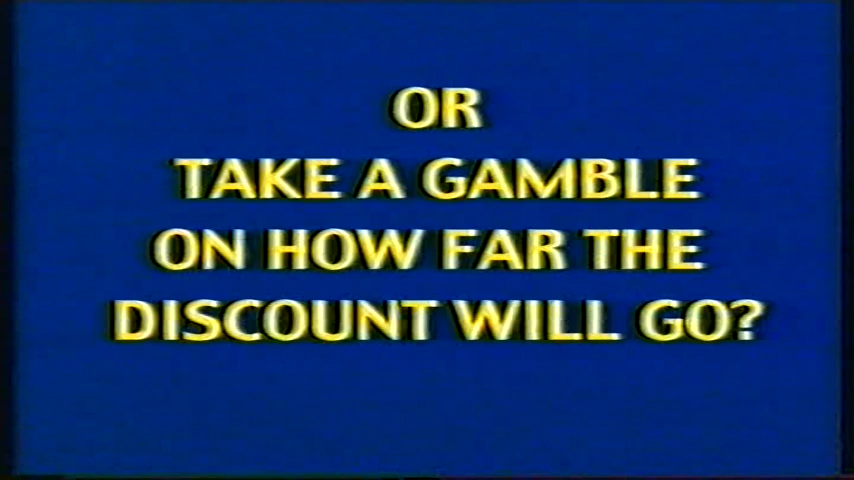 OR
TAKE A GAMBLE
ON HOW FAR THE
DISCOUNT WILL GO?